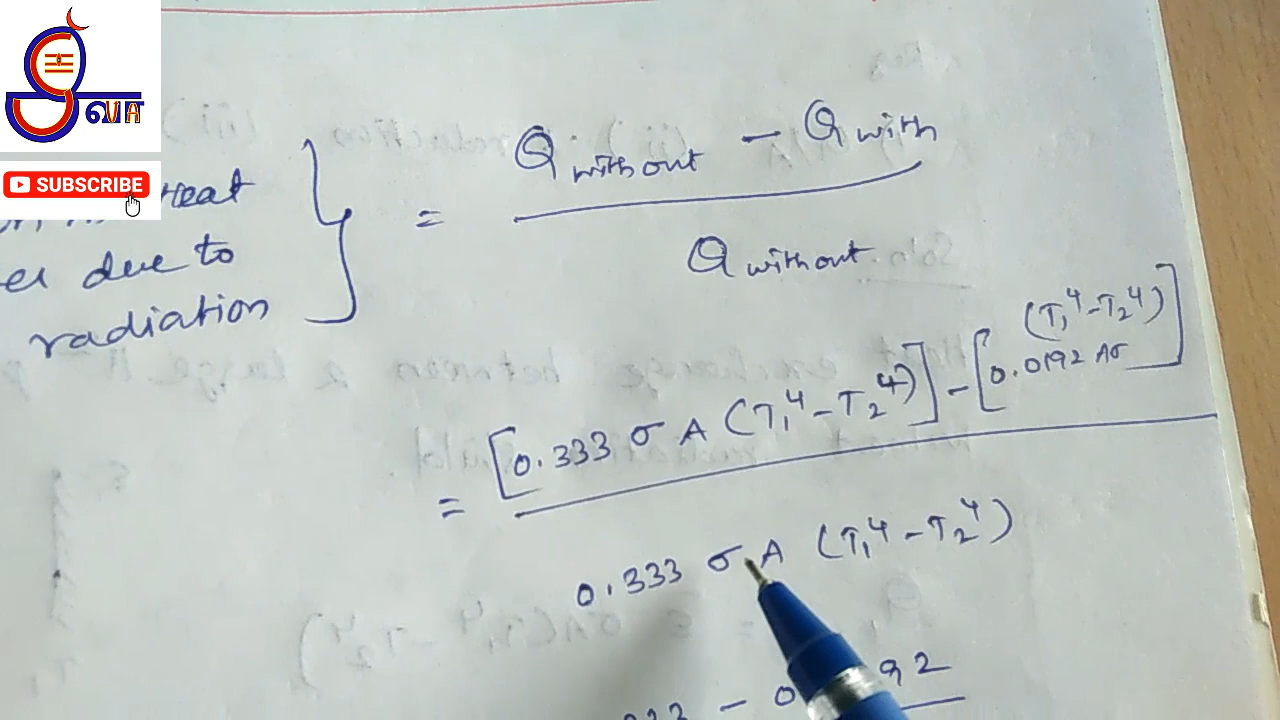 வா
SUBSCRIBE
heat
due to
radiation
= Q without − Q with
Q without
= [0.333 σ A (T₁⁴ − T₂⁴)] − [0.0192 Aσ (T₁⁴ − T₂⁴)]
0.333 σ A (T₁⁴ − T₂⁴)